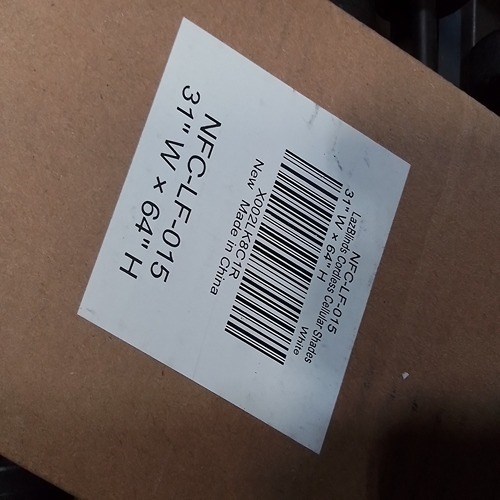 NFC-LF-015
LazBlinds Cordless Cellular Shades
31" W × 64" H White
X002LK8C1R
New Made in China
NFC-LF-015
31" W × 64" H